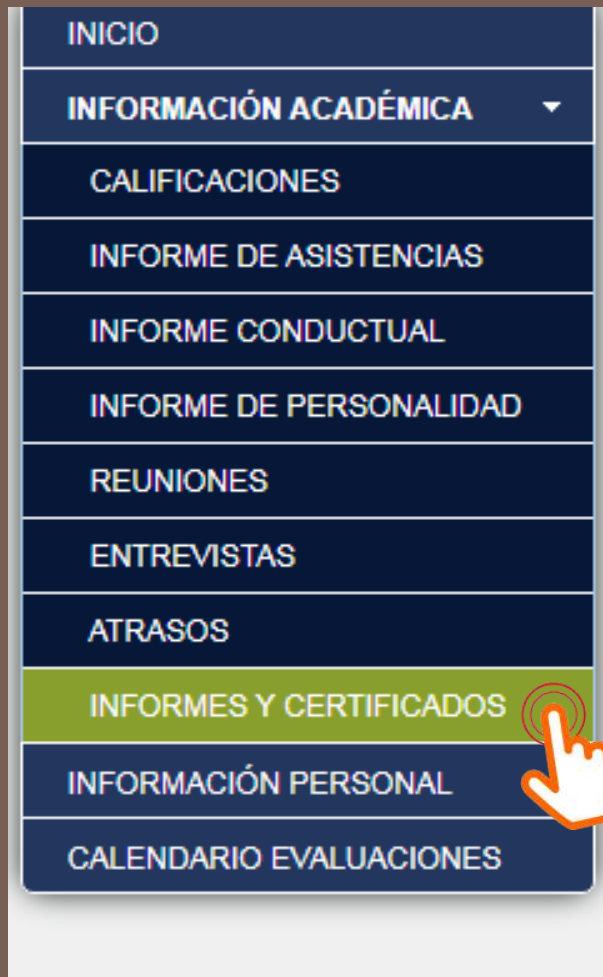 INICIO
INFORMACIÓN ACADÉMICA
CALIFICACIONES
INFORME DE ASISTENCIAS
INFORME CONDUCTUAL
INFORME DE PERSONALIDAD
REUNIONES
ENTREVISTAS
ATRASOS
INFORMES Y CERTIFICADOS
INFORMACIÓN PERSONAL
CALENDARIO EVALUACIONES